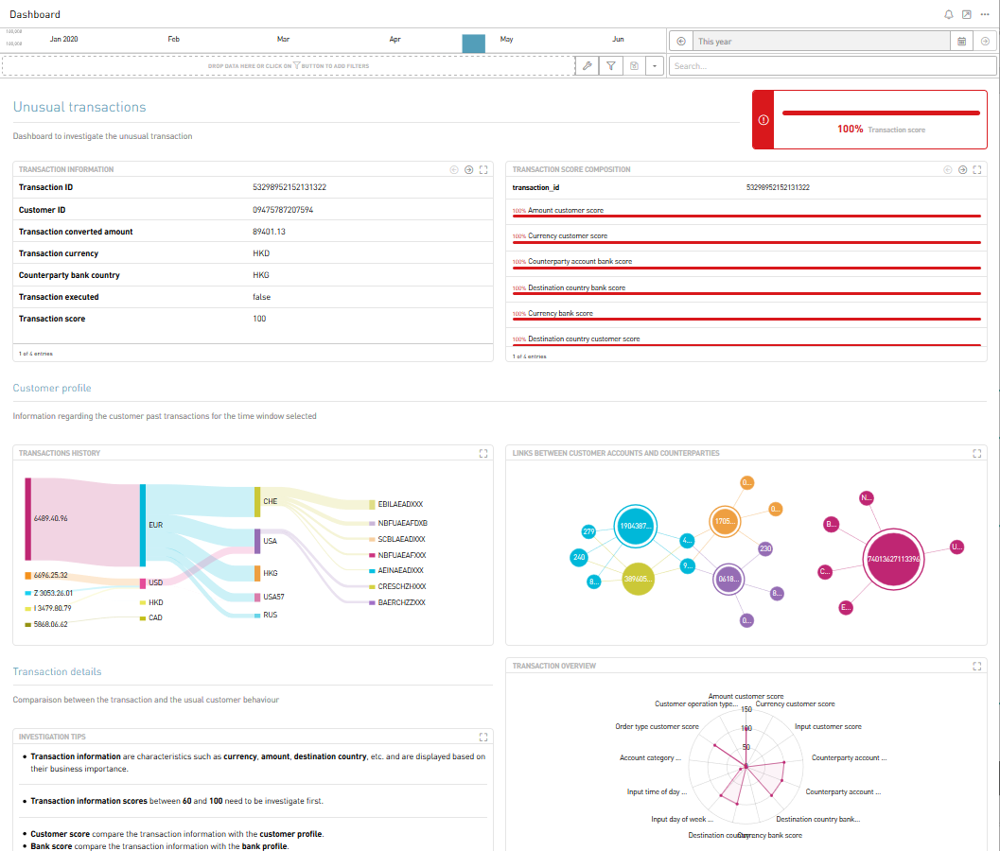 Dashboard
100,000
100,000
Jan 2020 Feb Mar Apr May Jun
This year
DROP DATA HERE OR CLICK ON BUTTON TO ADD FILTERS
Search...
Unusual transactions
100% Transaction score
Dashboard to investigate the unusual transaction
TRANSACTION INFORMATION
Transaction ID 53298952152131322
Customer ID 09475787207594
Transaction converted amount 89401.13
Transaction currency HKD
Counterparty bank country HKG
Transaction executed false
Transaction score 100
1 of 4 entries
TRANSACTION SCORE COMPOSITION
transaction_id 53298952152131322
100% Amount customer score
100% Currency customer score
100% Counterparty account bank score
100% Destination country bank score
100% Currency bank score
100% Destination country customer score
1 of 4 entries
Customer profile
Information regarding the customer past transactions for the time window selected
TRANSACTIONS HISTORY
6489.40.96
6696.25.32
Z 3053.26.01
I 3479.80.79
5868.06.62
EUR
USD
HKD
CAD
CHE
USA
HKG
USA57
RUS
EBILAEADXXX
NBFUAEAFDXB
SCBLAEADXXX
NBFUAEAFXXX
AEINAEADXXX
CRESCHZHXXX
BAERCHZZXXX
LINKS BETWEEN CUSTOMER ACCOUNTS AND COUNTERPARTIES
0...
0...
N...
279
1904387...
1705...
B...
4...
230
U...
240
74013627113396
9...
C...
8...
389605...
0618...
8...
E...
0...
Transaction details
Comparaison between the transaction and the usual customer behaviour
INVESTIGATION TIPS
• Transaction information are characteristics such as currency, amount, destination country, etc. and are displayed based on
their business importance.
• Transaction information scores between 60 and 100 need to be investigate first.
• Customer score compare the transaction information with the customer profile.
• Bank score compare the transaction information with the bank profile.
TRANSACTION OVERVIEW
Amount customer score
Customer operation type... Currency customer score
150
Order type customer score Input customer score
100
50
Account category ... Counterparty account ...
Input time of day ... Counterparty account ...
Input day of week ... Destination country bank...
Destination country Currency bank score